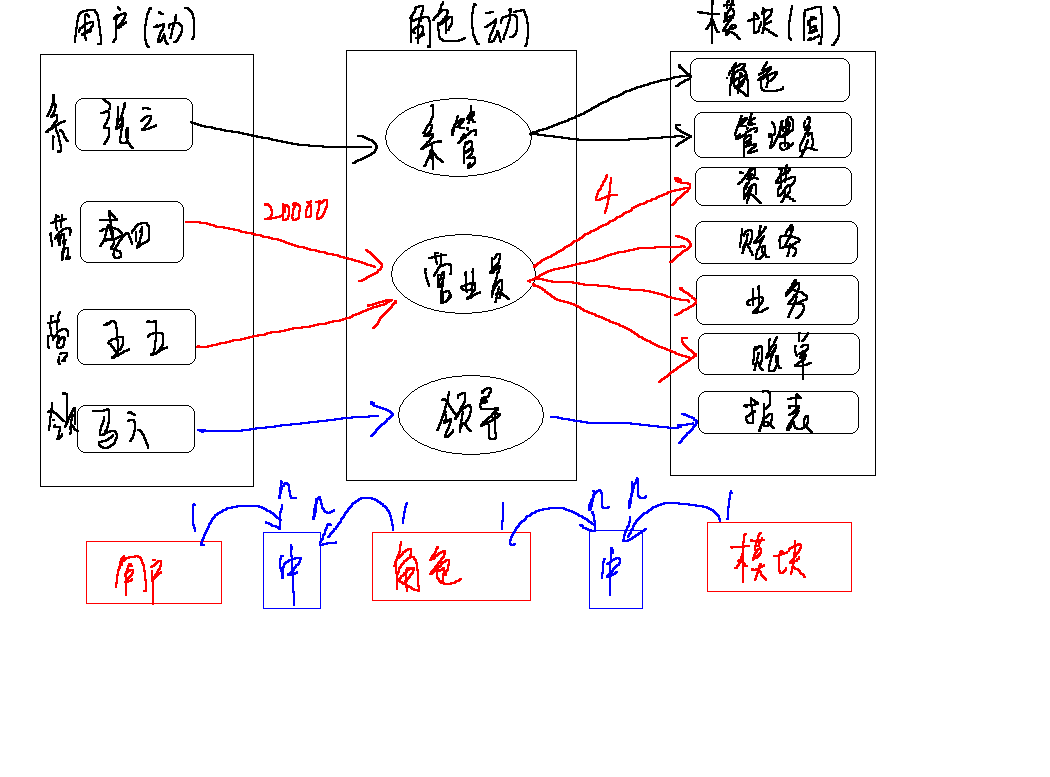 用户(动) 角色(动) 模块(固)
系 张三 系管 角色
管理员
20000 4 资费
营 李四 营业员 账务
业务
营 王五 账单
领 马六 领导 报表
1 n n 1 1 n n 1
用户 中 角色 中 模块